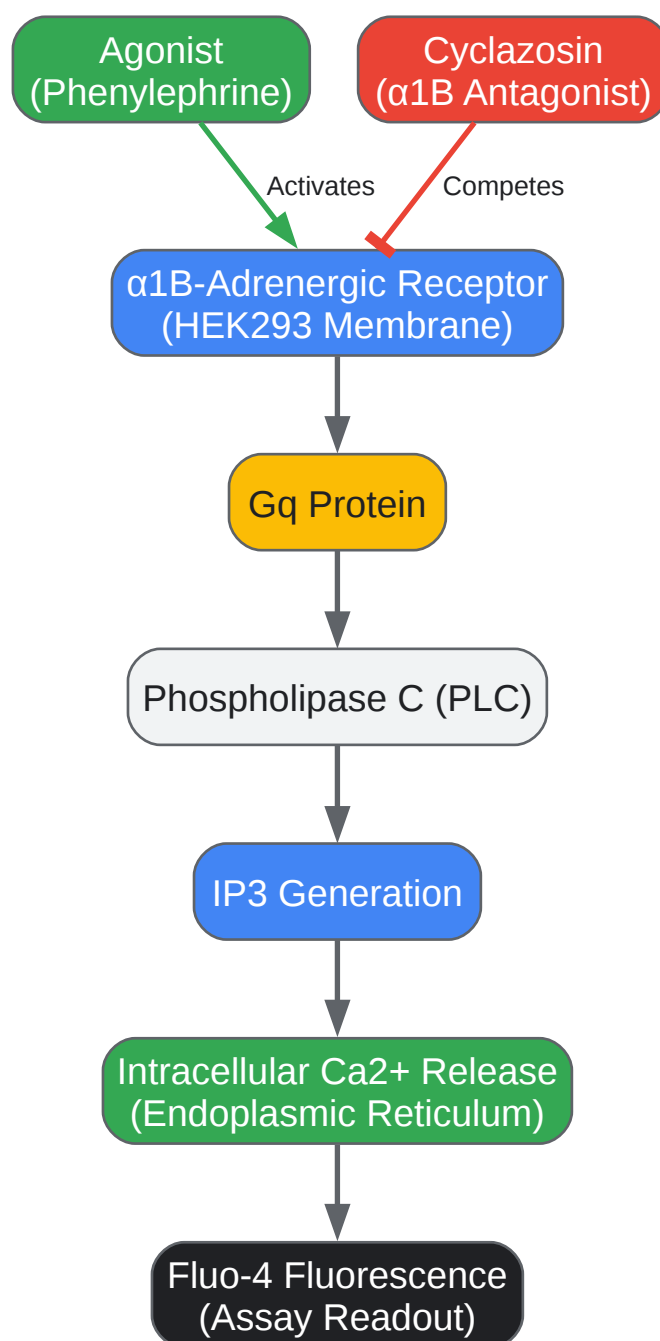 Agonist
(Phenylephrine)
Cyclazosin
(α1B Antagonist)
Activates
Competes
α1B-Adrenergic Receptor
(HEK293 Membrane)
Gq Protein
Phospholipase C (PLC)
IP3 Generation
Intracellular Ca2+ Release
(Endoplasmic Reticulum)
Fluo-4 Fluorescence
(Assay Readout)